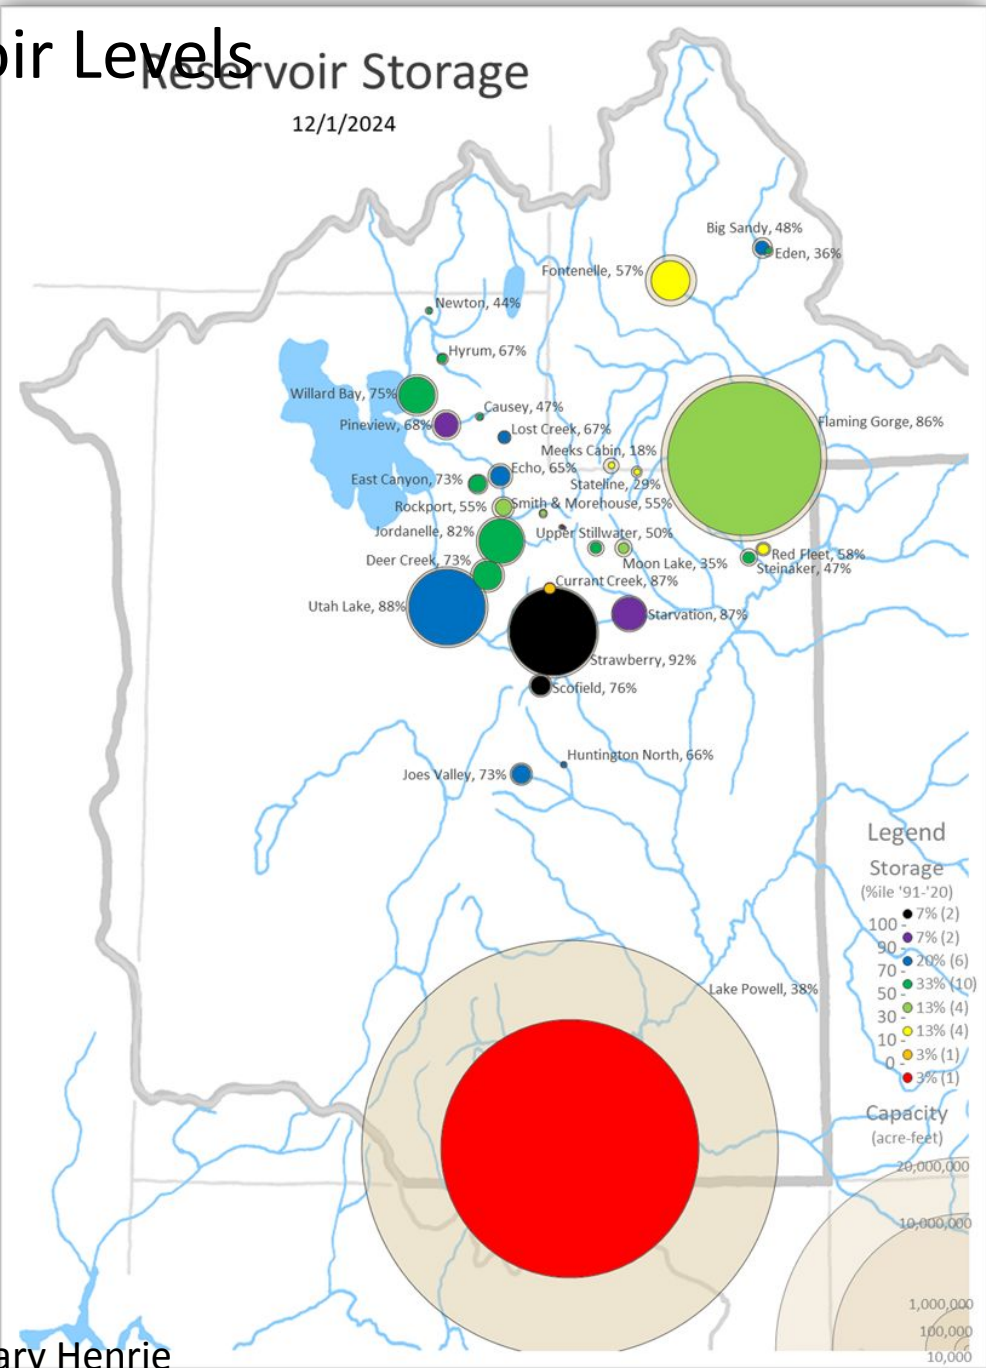 oir Levels
Reservoir Storage
12/1/2024
Big Sandy, 48%
Eden, 36%
Fontenelle, 57%
Newton, 44%
Hyrum, 67%
Willard Bay, 75%
Causey, 47%
Flaming Gorge, 86%
Pineview, 68%
Lost Creek, 67%
Meeks Cabin, 18%
Echo, 65%
East Canyon, 73%
Stateline, 29%
Rockport, 55%
Smith & Morehouse, 55%
Jordanelle, 82%
Upper Stillwater, 50%
Red Fleet, 58%
Deer Creek, 73%
Moon Lake, 35%
Steinaker, 47%
Currant Creek, 87%
Utah Lake, 88%
Starvation, 87%
Strawberry, 92%
Scofield, 76%
Huntington North, 66%
Joes Valley, 73%
Lake Powell, 38%
Legend
Storage
(%ile '91-'20)
7% (2)
100 -
7% (2)
90 -
20% (6)
70 -
33% (10)
50 -
13% (4)
30 -
13% (4)
10 -
3% (1)
0 -
3% (1)
Capacity
(acre-feet)
20,000,000
10,000,000
1,000,000
100,000
10,000
ary Henrie